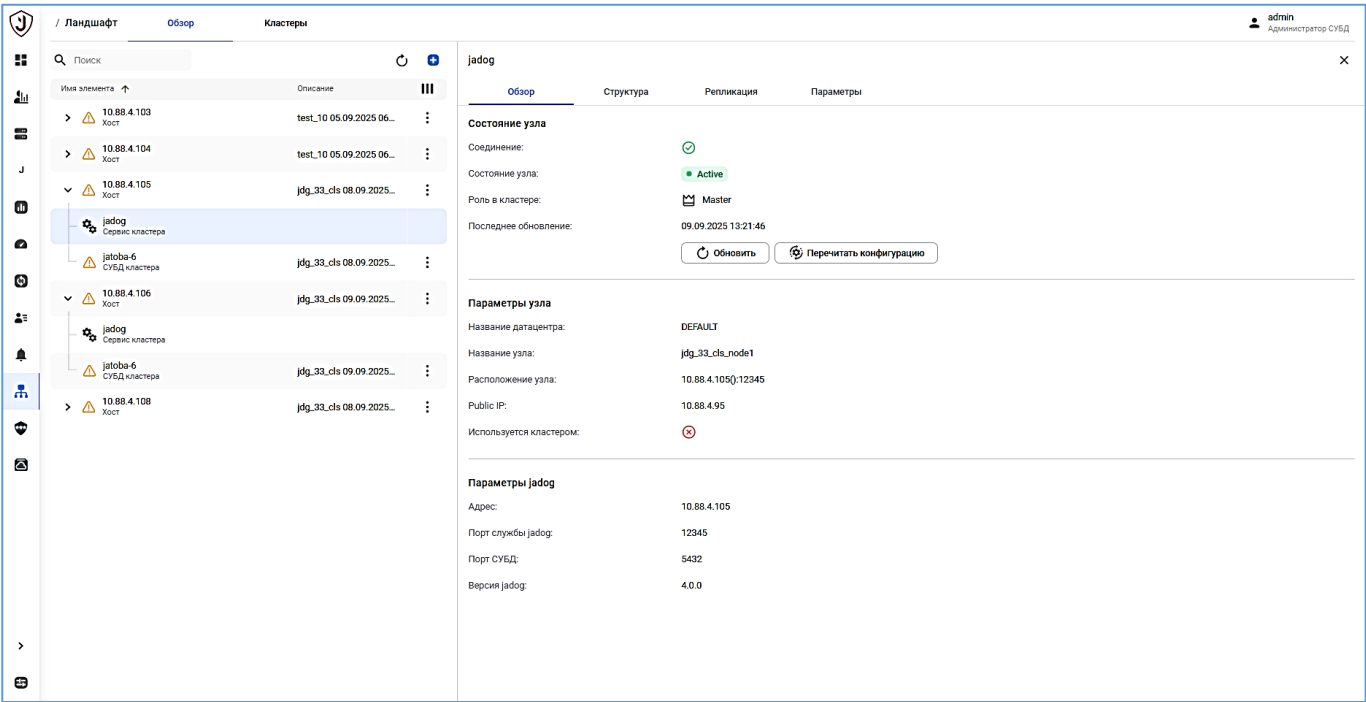 / Ландшафт
Обзор
Кластеры
admin
Администратор СУБД
Поиск
Имя элемента
Описание
10.88.4.103
Хост
test_10 05.09.2025 06...
10.88.4.104
Хост
test_10 05.09.2025 06...
J
10.88.4.105
Хост
jdg_33_cls 08.09.2025...
jadog
Сервис кластера
jatoba-6
СУБД кластера
jdg_33_cls 09.09.2025...
10.88.4.106
Хост
jdg_33_cls 09.09.2025...
jadog
Сервис кластера
jatoba-6
СУБД кластера
jdg_33_cls 09.09.2025...
10.88.4.108
Хост
jdg_33_cls 08.09.2025...
jadog
Обзор
Структура
Репликация
Параметры
Состояние узла
Соединение:
Состояние узла: Active
Роль в кластере: Master
Последнее обновление: 09.09.2025 13:21:46
Обновить
Перечитать конфигурацию
Параметры узла
Название датацентра: DEFAULT
Название узла: jdg_33_cls_node1
Расположение узла: 10.88.4.105():12345
Public IP: 10.88.4.95
Используется кластером:
Параметры jadog
Адрес: 10.88.4.105
Порт службы jadog: 12345
Порт СУБД: 5432
Версия jadog: 4.0.0